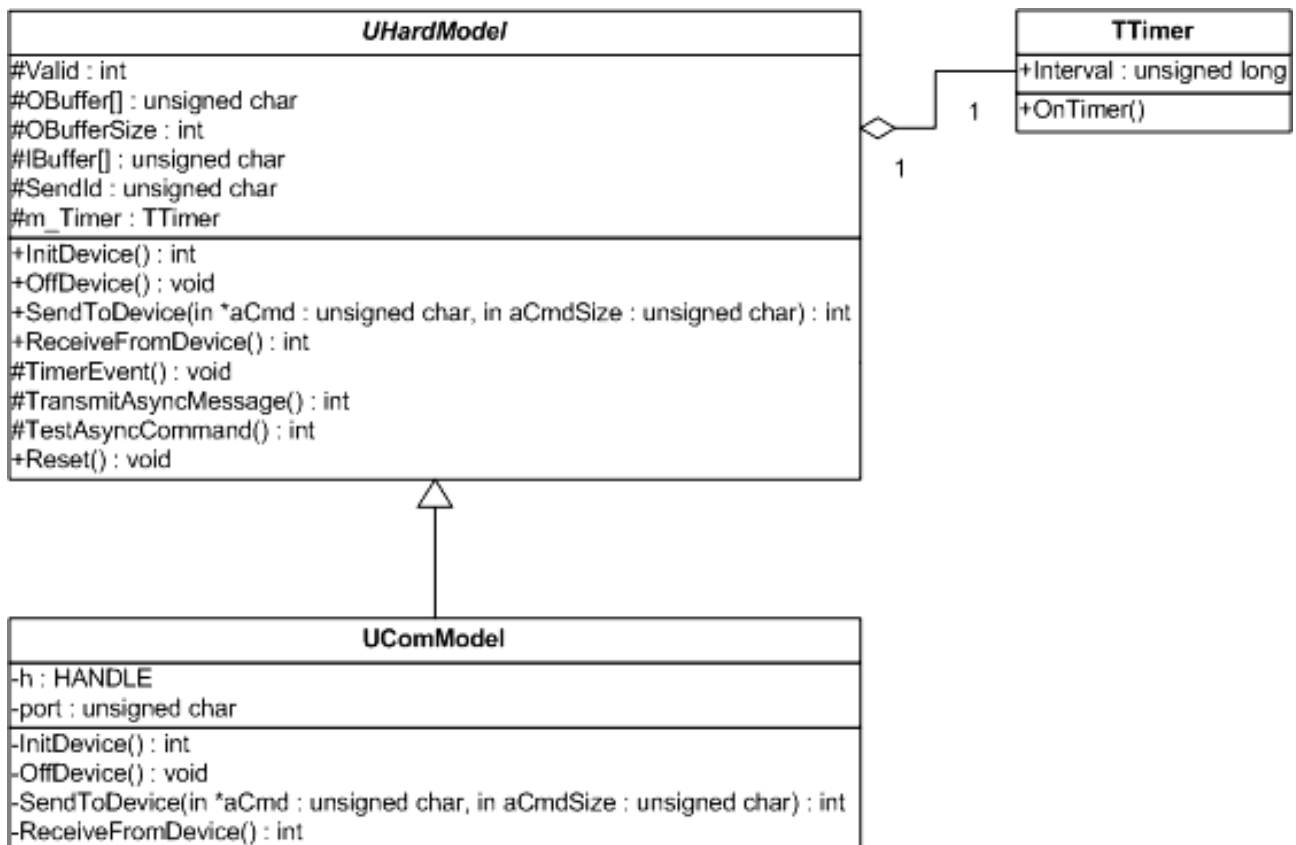 UHardModel
#Valid : int
#OBuffer[] : unsigned char
#OBufferSize : int
#IBuffer[] : unsigned char
#SendId : unsigned char
#m_Timer : TTimer
+InitDevice() : int
+OffDevice() : void
+SendToDevice(in *aCmd : unsigned char, in aCmdSize : unsigned char) : int
+ReceiveFromDevice() : int
#TimerEvent() : void
#TransmitAsyncMessage() : int
#TestAsyncCommand() : int
+Reset() : void
1
1
TTimer
+Interval : unsigned long
+OnTimer()
UComModel
-h : HANDLE
-port : unsigned char
-InitDevice() : int
-OffDevice() : void
-SendToDevice(in *aCmd : unsigned char, in aCmdSize : unsigned char) : int
-ReceiveFromDevice() : int